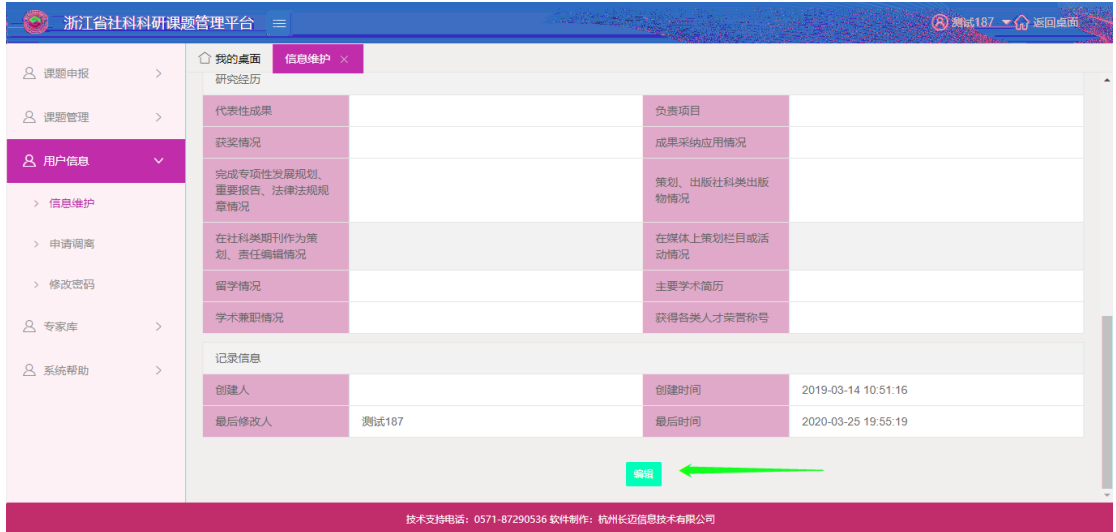 浙江省社科科研课题管理平台
测试187 返回桌面
课题申报
课题管理
用户信息
信息维护
申请调离
修改密码
专家库
系统帮助
我的桌面 信息维护
研究经历
代表性成果 负责项目
获奖情况 成果采纳应用情况
完成专项性发展规划、
重要报告、法律法规规
章情况
策划、出版社科类出版
物情况
在社科类期刊作为策
划、责任编辑情况
在媒体上策划栏目或活
动情况
留学情况 主要学术简历
学术兼职情况 获得各类人才荣誉称号
记录信息
创建人 创建时间 2019-03-14 10:51:16
最后修改人 测试187 最后时间 2020-03-25 19:55:19
编辑
技术支持电话：0571-87290536 软件制作：杭州长迈信息技术有限公司